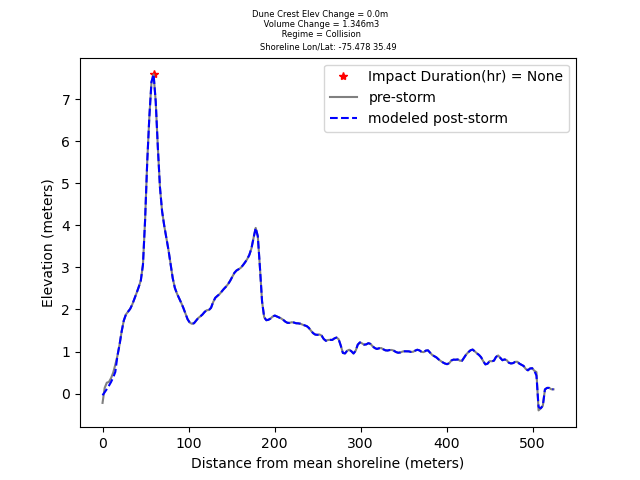 Dune Crest Elev Change = 0.0m
Volume Change = 1.346m3
Regime = Collision
Shoreline Lon/Lat: -75.478 35.49
Impact Duration(hr) = None
pre-storm
modeled post-storm
7
6
5
4
3
2
1
0
Elevation (meters)
0 100 200 300 400 500
Distance from mean shoreline (meters)